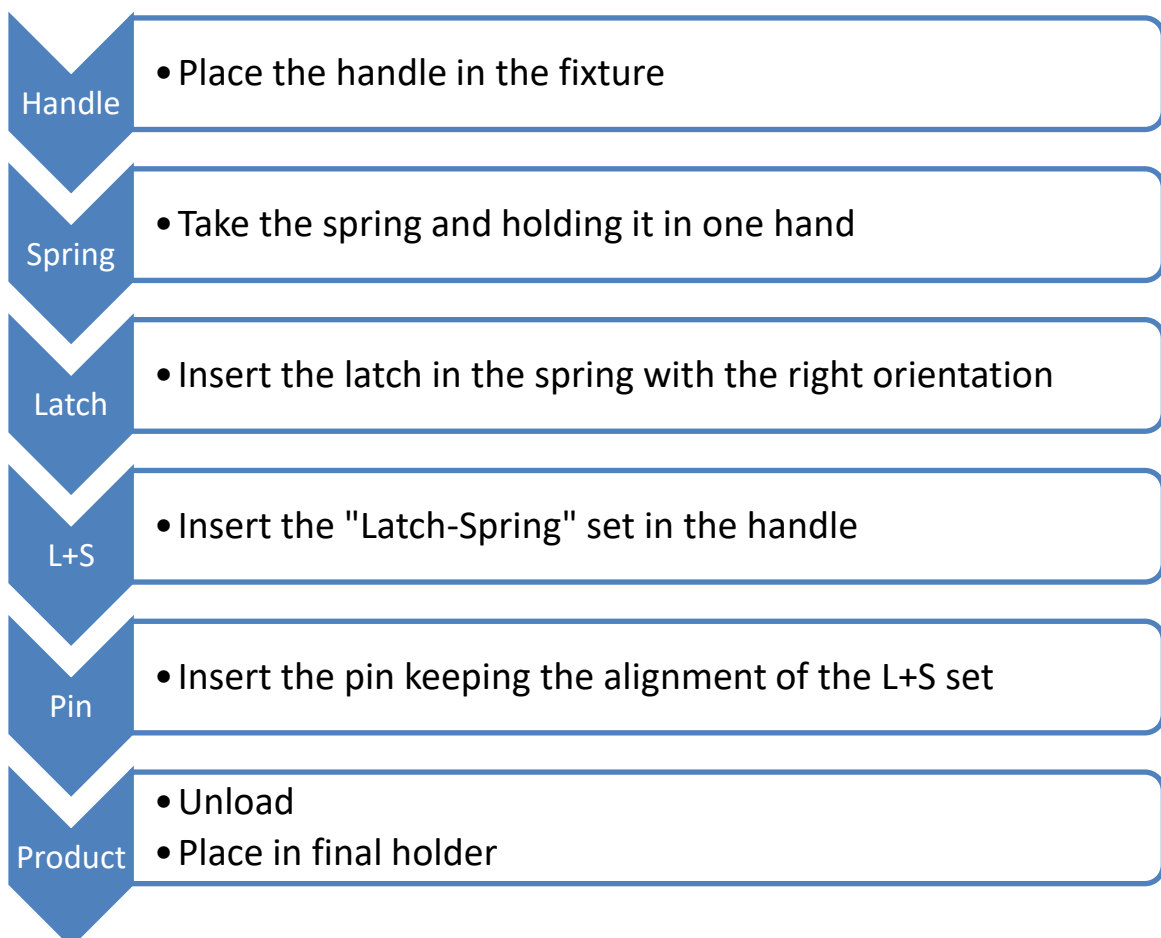 Handle
• Place the handle in the fixture
Spring
• Take the spring and holding it in one hand
Latch
• Insert the latch in the spring with the right orientation
L+S
• Insert the "Latch-Spring" set in the handle
Pin
• Insert the pin keeping the alignment of the L+S set
Product
• Unload
• Place in final holder